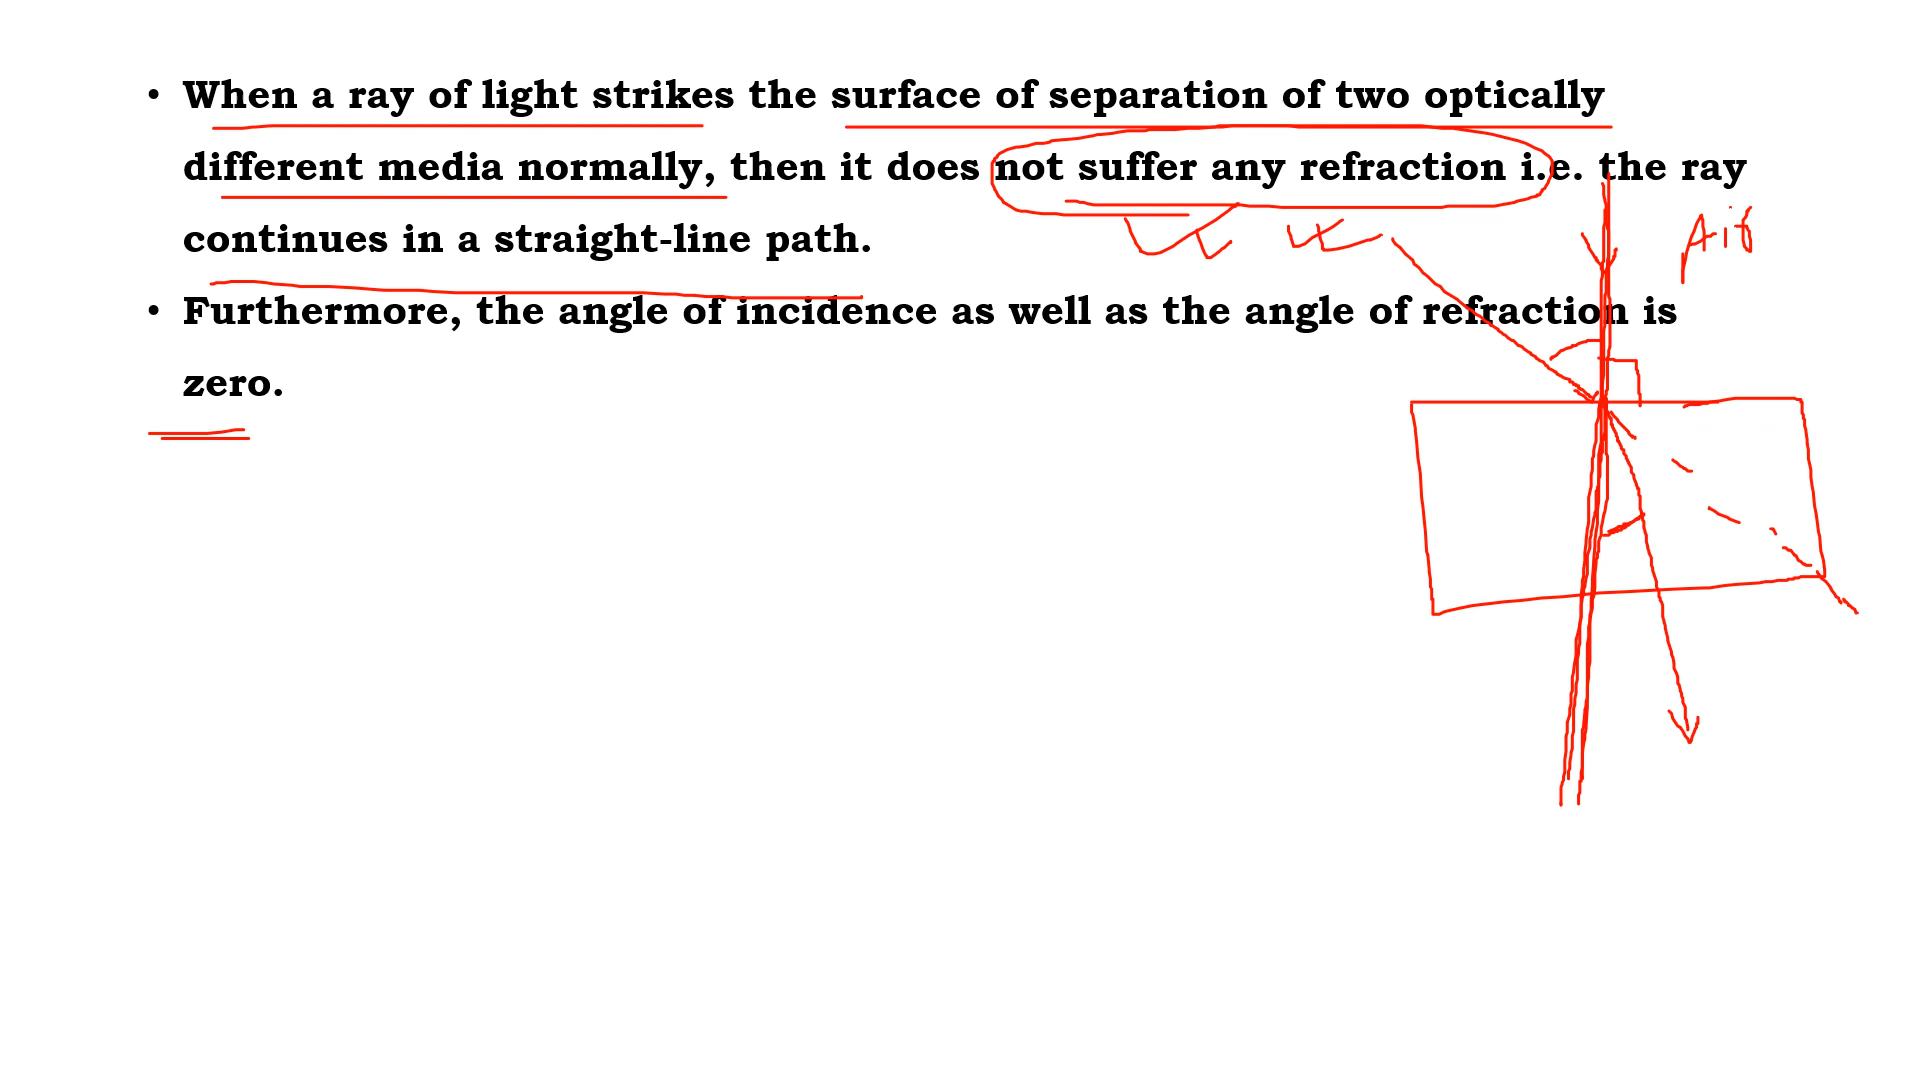 • When a ray of light strikes the surface of separation of two optically
different media normally, then it does not suffer any refraction i.e. the ray
continues in a straight-line path.
• Furthermore, the angle of incidence as well as the angle of refraction is
zero.